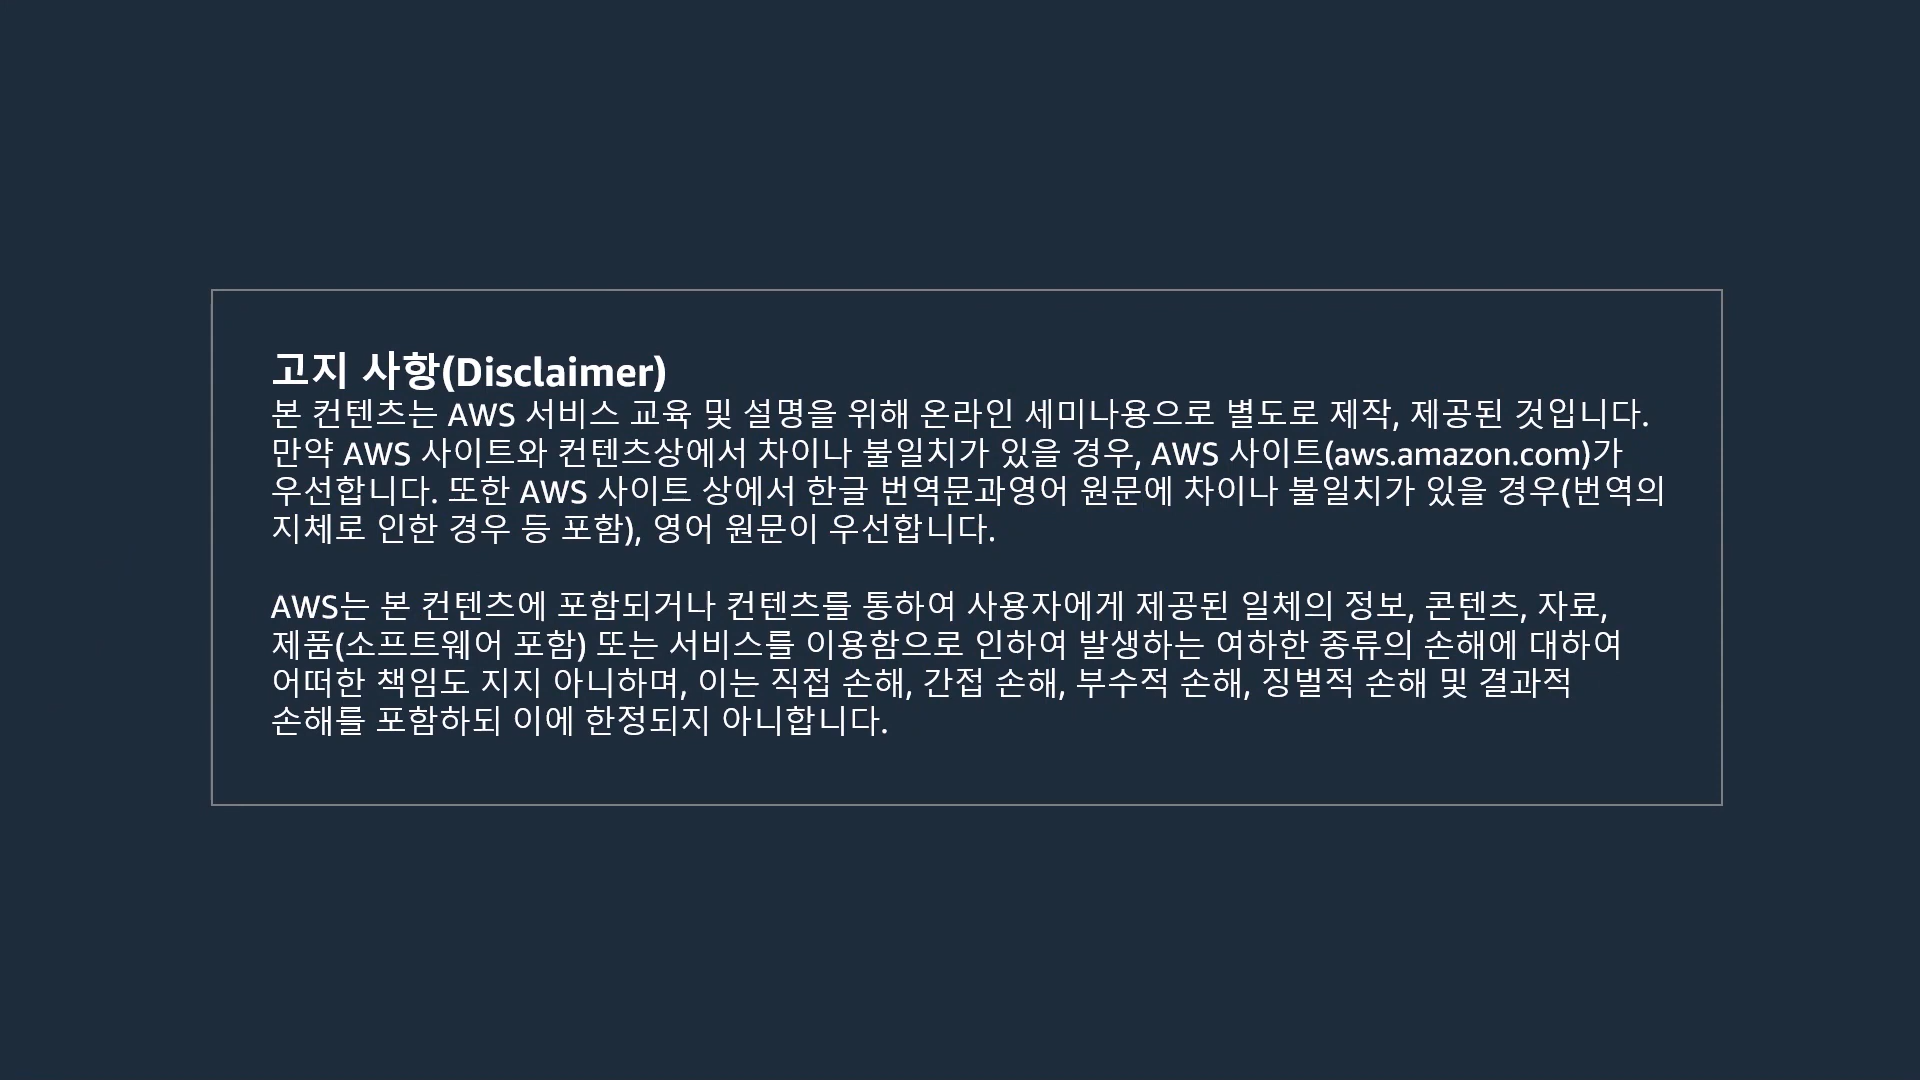 고지 사항(Disclaimer)
본 컨텐츠는 AWS 서비스 교육 및 설명을 위해 온라인 세미나용으로 별도로 제작, 제공된 것입니다.
만약 AWS 사이트와 컨텐츠상에서 차이나 불일치가 있을 경우, AWS 사이트(aws.amazon.com)가
우선합니다. 또한 AWS 사이트 상에서 한글 번역문과영어 원문에 차이나 불일치가 있을 경우(번역의
지체로 인한 경우 등 포함), 영어 원문이 우선합니다.
AWS는 본 컨텐츠에 포함되거나 컨텐츠를 통하여 사용자에게 제공된 일체의 정보, 콘텐츠, 자료,
제품(소프트웨어 포함) 또는 서비스를 이용함으로 인하여 발생하는 여하한 종류의 손해에 대하여
어떠한 책임도 지지 아니하며, 이는 직접 손해, 간접 손해, 부수적 손해, 징벌적 손해 및 결과적
손해를 포함하되 이에 한정되지 아니합니다.